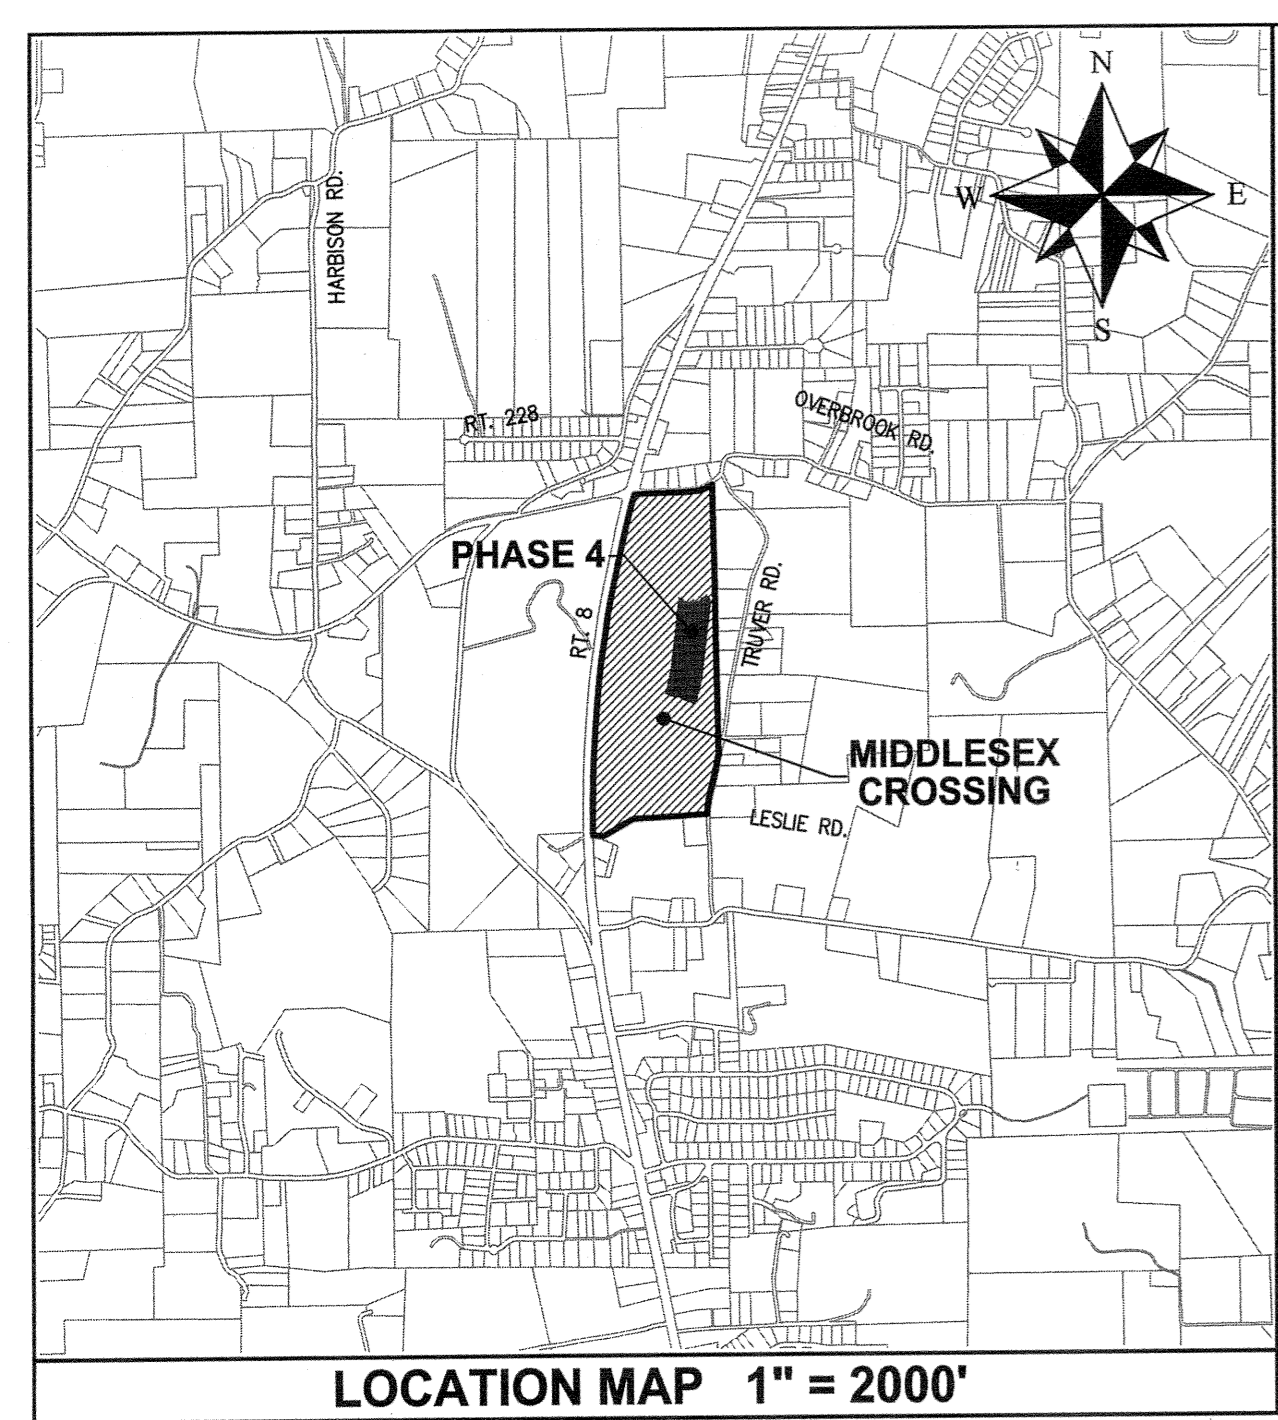 N
W
E
S
HARBISON RD.
RT. 228
OVERBROOK RD.
PHASE 4
RT. 8
TRUVER RD.
MIDDLESEX
CROSSING
LESLIE RD.
LOCATION MAP 1" = 2000'